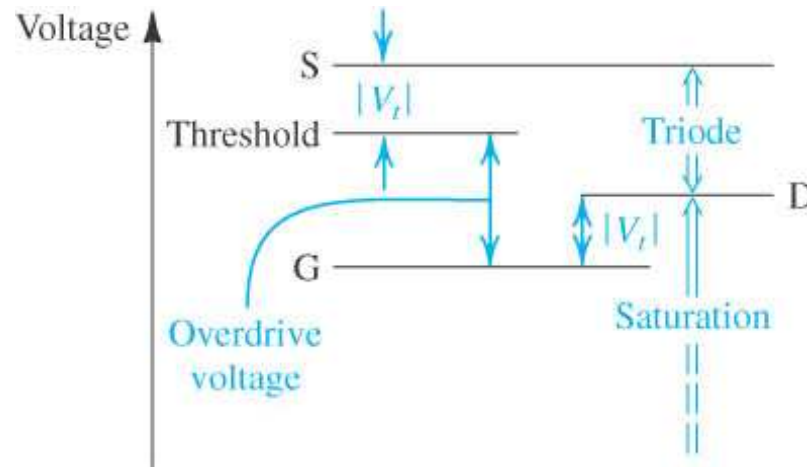 Voltage
S
|V_t|
Threshold
Triode
D
|V_t|
G
Saturation
Overdrive
voltage